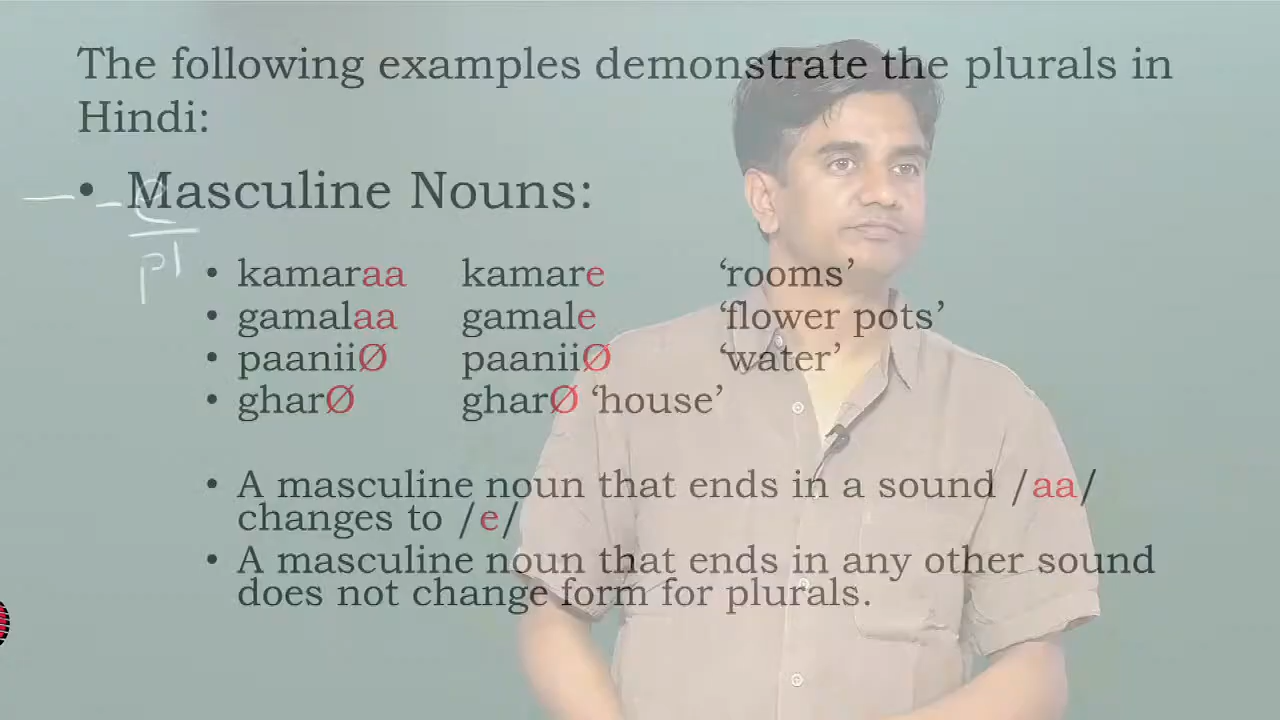 The following examples demonstrate the plurals in
Hindi:
• Masculine Nouns:
• kamaraa kamare ‘rooms’
• gamalaa gamale ‘flower pots’
• paaniiØ paaniiØ ‘water’
• gharØ gharØ ‘house’
• A masculine noun that ends in a sound /aa/
changes to /e/
• A masculine noun that ends in any other sound
does not change form for plurals.
pl